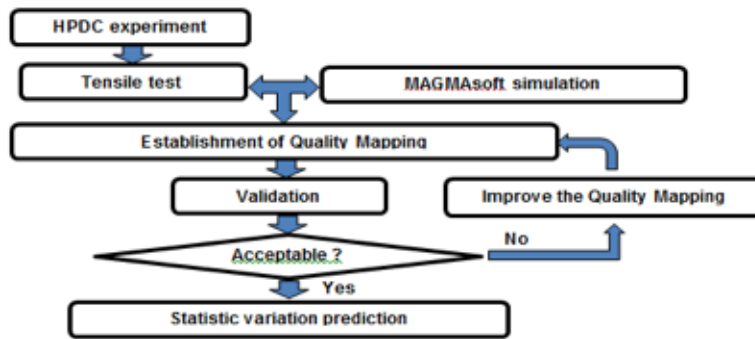 HPDC experiment
Tensile test
MAGMAsoft simulation
Establishment of Quality Mapping
Validation
Improve the Quality Mapping
Acceptable ?
No
Yes
Statistic variation prediction